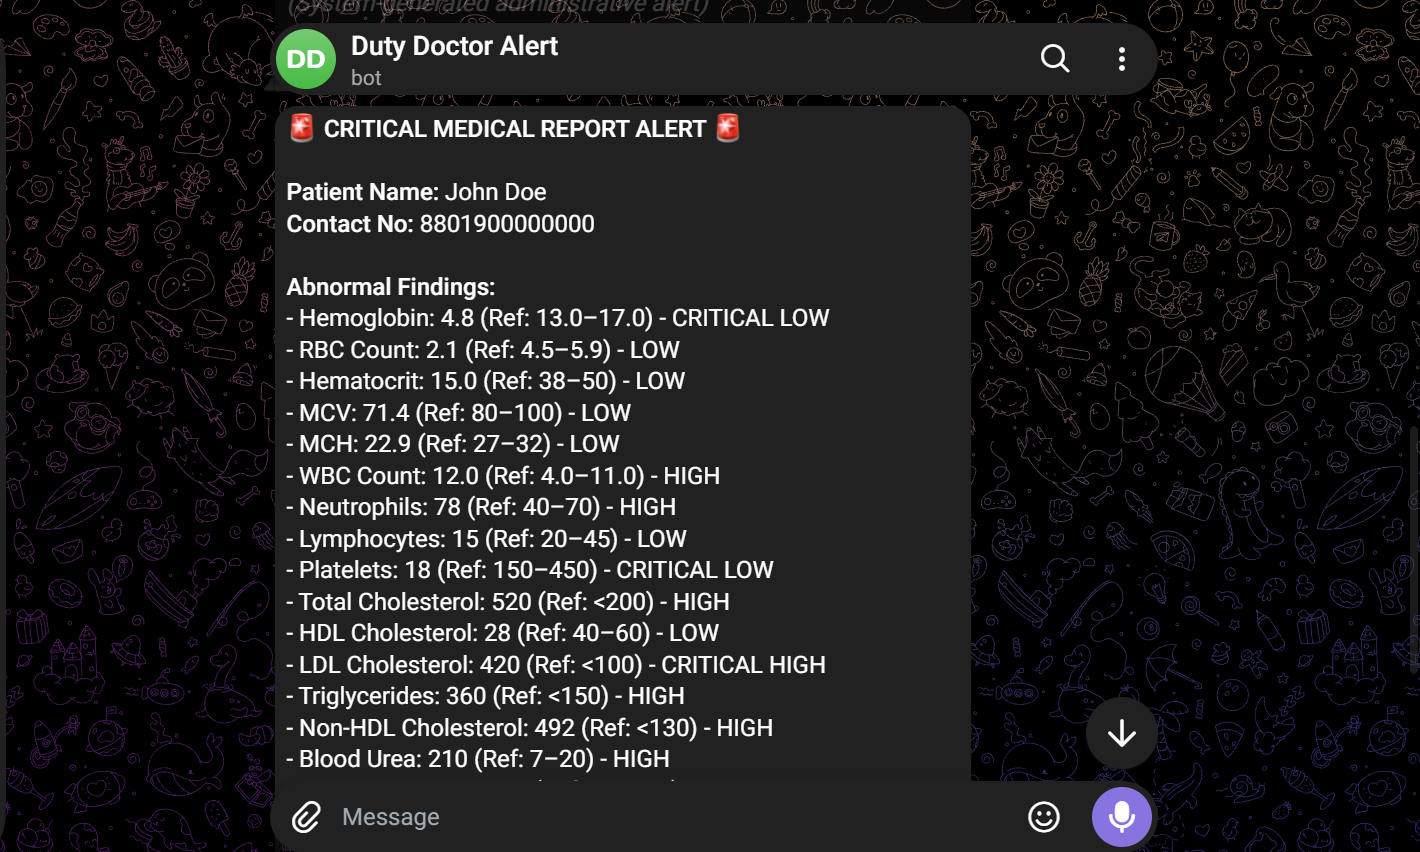 (System-generated administrative alert)
DD
Duty Doctor Alert
bot
🚨 CRITICAL MEDICAL REPORT ALERT 🚨
Patient Name: John Doe
Contact No: 8801900000000
Abnormal Findings:
- Hemoglobin: 4.8 (Ref: 13.0–17.0) - CRITICAL LOW
- RBC Count: 2.1 (Ref: 4.5–5.9) - LOW
- Hematocrit: 15.0 (Ref: 38–50) - LOW
- MCV: 71.4 (Ref: 80–100) - LOW
- MCH: 22.9 (Ref: 27–32) - LOW
- WBC Count: 12.0 (Ref: 4.0–11.0) - HIGH
- Neutrophils: 78 (Ref: 40–70) - HIGH
- Lymphocytes: 15 (Ref: 20–45) - LOW
- Platelets: 18 (Ref: 150–450) - CRITICAL LOW
- Total Cholesterol: 520 (Ref: <200) - HIGH
- HDL Cholesterol: 28 (Ref: 40–60) - LOW
- LDL Cholesterol: 420 (Ref: <100) - CRITICAL HIGH
- Triglycerides: 360 (Ref: <150) - HIGH
- Non-HDL Cholesterol: 492 (Ref: <130) - HIGH
- Blood Urea: 210 (Ref: 7–20) - HIGH
Message